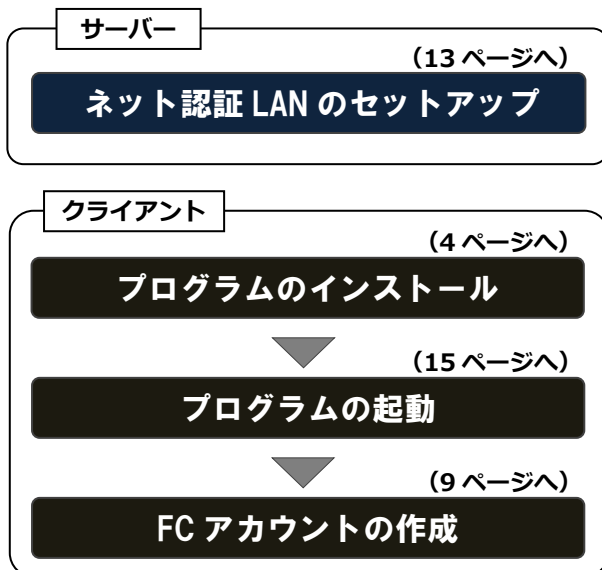 サーバー
（13 ページへ）
ネット認証 LAN のセットアップ
クライアント
（4 ページへ）
プログラムのインストール
（15 ページへ）
プログラムの起動
（9 ページへ）
FC アカウントの作成